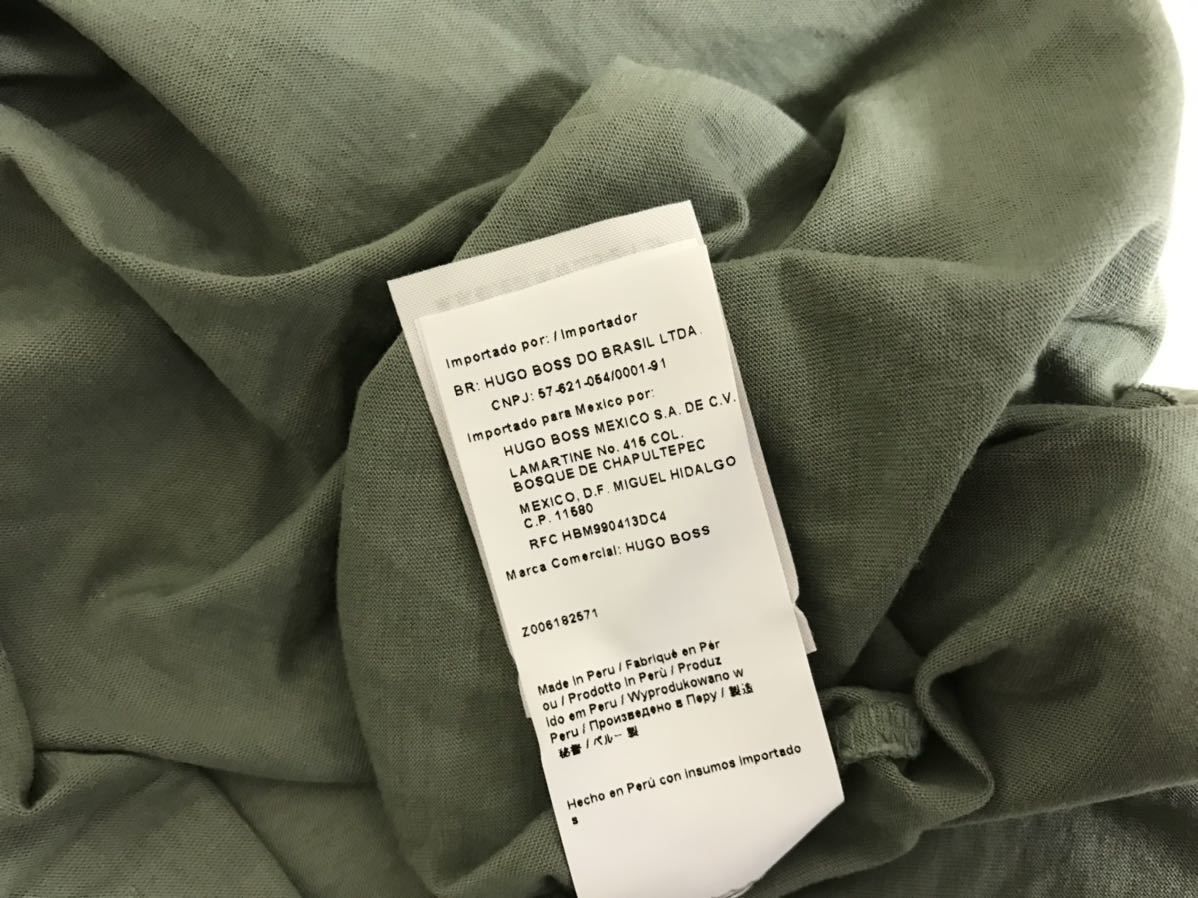 Importado por: / Importador
BR: HUGO BOSS DO BRASIL LTDA.
CNPJ: 57-621-054/0001-91
Importado para Mexico por:
HUGO BOSS MEXICO S.A. DE C.V.
LAMARTINE No. 415 COL.
BOSQUE DE CHAPULTEPEC
MEXICO, D.F. MIGUEL HIDALGO
C.P. 11580
RFC HBM990413DC4
Marca Comercial: HUGO BOSS
Z006182571
Made in Peru / Fabriqué en Pér
ou / Prodotto in Perù / Produz
ido em Peru / Wyprodukowano w
Peru / Произведено в Перу / 製造
秘魯 / ペルー 製
Hecho en Perú con insumos importado
s